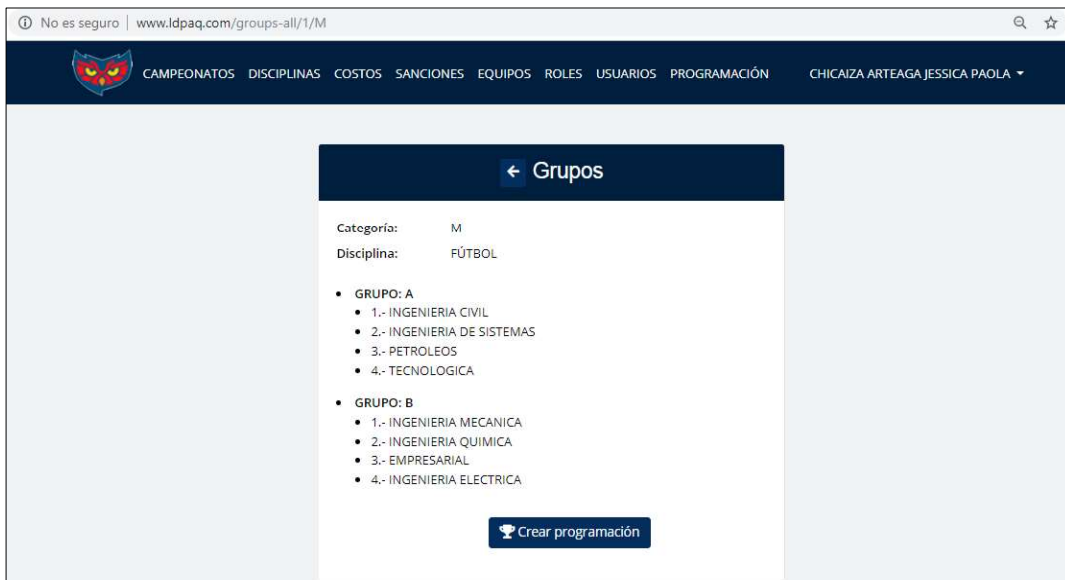 No es seguro | www.ldpaq.com/groups-all/1/M
CAMPEONATOS DISCIPLINAS COSTOS SANCIONES EQUIPOS ROLES USUARIOS PROGRAMACIÓN CHICAIZA ARTEAGA JESSICA PAOLA
Grupos
Categoría: M
Disciplina: FÚTBOL
• GRUPO: A
• 1.- INGENIERIA CIVIL
• 2.- INGENIERIA DE SISTEMAS
• 3.- PETROLEOS
• 4.- TECNOLOGICA
• GRUPO: B
• 1.- INGENIERIA MECANICA
• 2.- INGENIERIA QUIMICA
• 3.- EMPRESARIAL
• 4.- INGENIERIA ELECTRICA
Crear programación